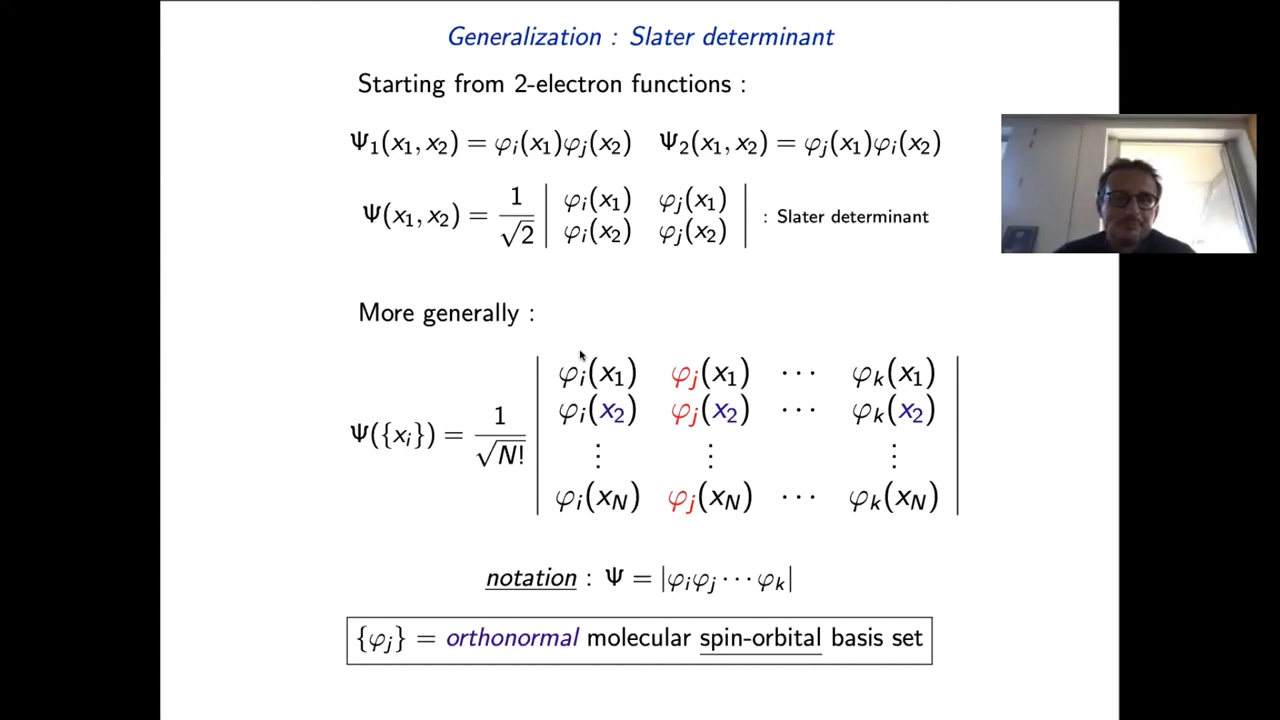 Generalization : Slater determinant
Starting from 2-electron functions :
Ψ₁(x₁, x₂) = φᵢ(x₁)φⱼ(x₂)    Ψ₂(x₁, x₂) = φⱼ(x₁)φᵢ(x₂)
Ψ(x₁, x₂) = 1/√2 | φᵢ(x₁) φⱼ(x₁) |
| φᵢ(x₂) φⱼ(x₂) | : Slater determinant
More generally :
| φᵢ(x₁) φⱼ(x₁) ⋯ φₖ(x₁) |
| φᵢ(x₂) φⱼ(x₂) ⋯ φₖ(x₂) |
Ψ({xᵢ}) = 1/√N! | ⋮ ⋮ ⋮ |
| φᵢ(x_N) φⱼ(x_N) ⋯ φₖ(x_N) |
notation : Ψ = |φᵢφⱼ ⋯ φₖ|
{φⱼ} = orthonormal molecular spin-orbital basis set